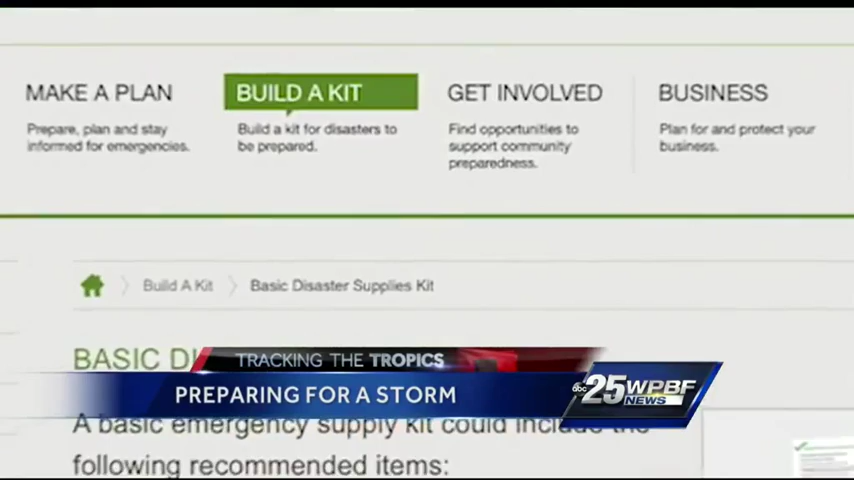 MAKE A PLAN
Prepare, plan and stay
informed for emergencies.
BUILD A KIT
Build a kit for disasters to
be prepared.
GET INVOLVED
Find opportunities to
support community
preparedness.
BUSINESS
Plan for and protect your
business.
Build A Kit
Basic Disaster Supplies Kit
BASIC DI
TRACKING THE TROPICS
PREPARING FOR A STORM
abc 25 WPBF
NEWS
A basic emergency supply kit could include the
following recommended items: